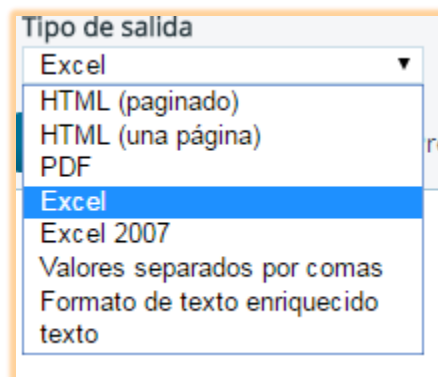 Tipo de salida
Excel
HTML (paginado)
HTML (una página)
PDF
Excel
Excel 2007
Valores separados por comas
Formato de texto enriquecido
texto